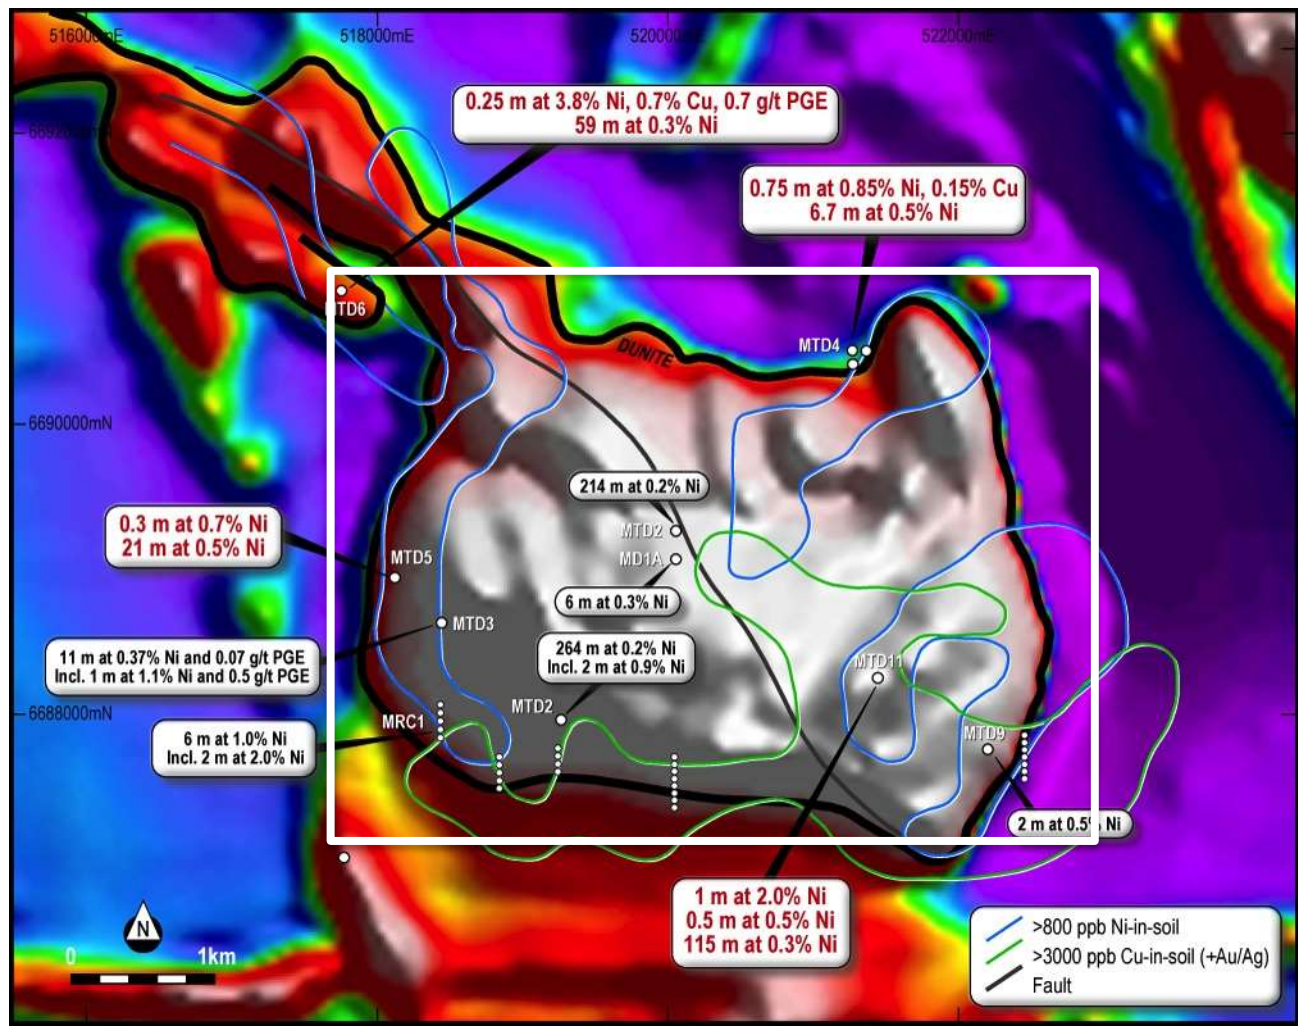 516000mE
518000mE
520000mE
522000mE
0.25 m at 3.8% Ni, 0.7% Cu, 0.7 g/t PGE
59 m at 0.3% Ni
6892000mN
0.75 m at 0.85% Ni, 0.15% Cu
6.7 m at 0.5% Ni
MTD6
MTD4
DUNITE
6690000mN
214 m at 0.2% Ni
0.3 m at 0.7% Ni
21 m at 0.5% Ni
MTD2
MTD5
MD1A
6 m at 0.3% Ni
MTD3
264 m at 0.2% Ni
Incl. 2 m at 0.9% Ni
11 m at 0.37% Ni and 0.07 g/t PGE
Incl. 1 m at 1.1% Ni and 0.5 g/t PGE
MTD11
6688000mN
MRC1
MTD2
MTD9
6 m at 1.0% Ni
Incl. 2 m at 2.0% Ni
2 m at 0.5% Ni
1 m at 2.0% Ni
0.5 m at 0.5% Ni
115 m at 0.3% Ni
N
0 1km
>800 ppb Ni-in-soil
>3000 ppb Cu-in-soil (+Au/Ag)
Fault